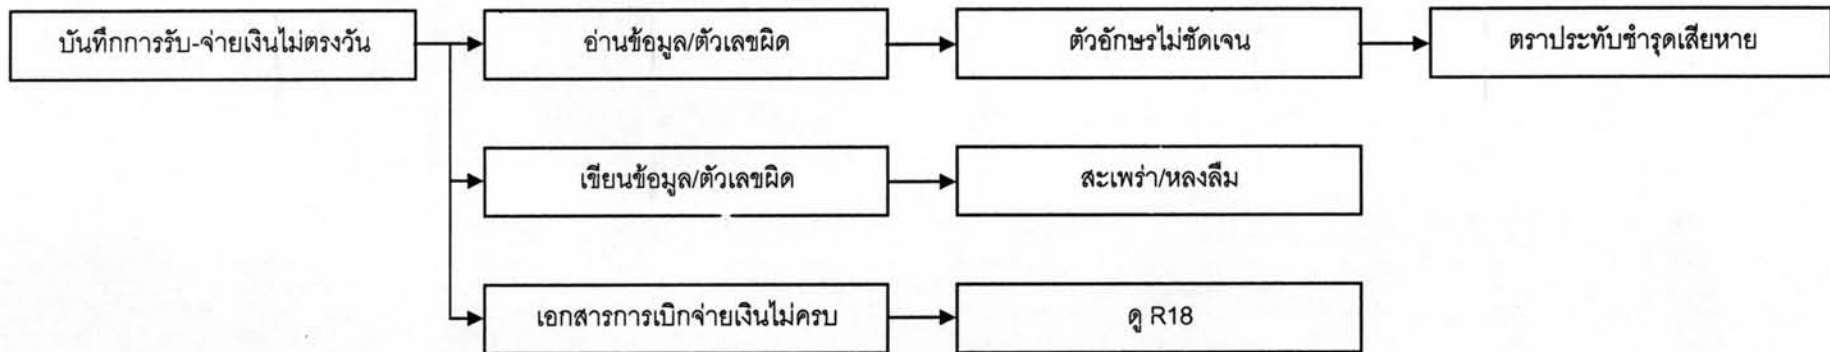 บันทึกการรับ-จ่ายเงินไม่ตรงวัน
อ่านข้อมูล/ตัวเลขผิด
ตัวอักษรไม่ชัดเจน
ตราประทับชำรุดเสียหาย
เขียนข้อมูล/ตัวเลขผิด
สะเพร่า/หลงลืม
เอกสารการเบิกจ่ายเงินไม่ครบ
ดู R18